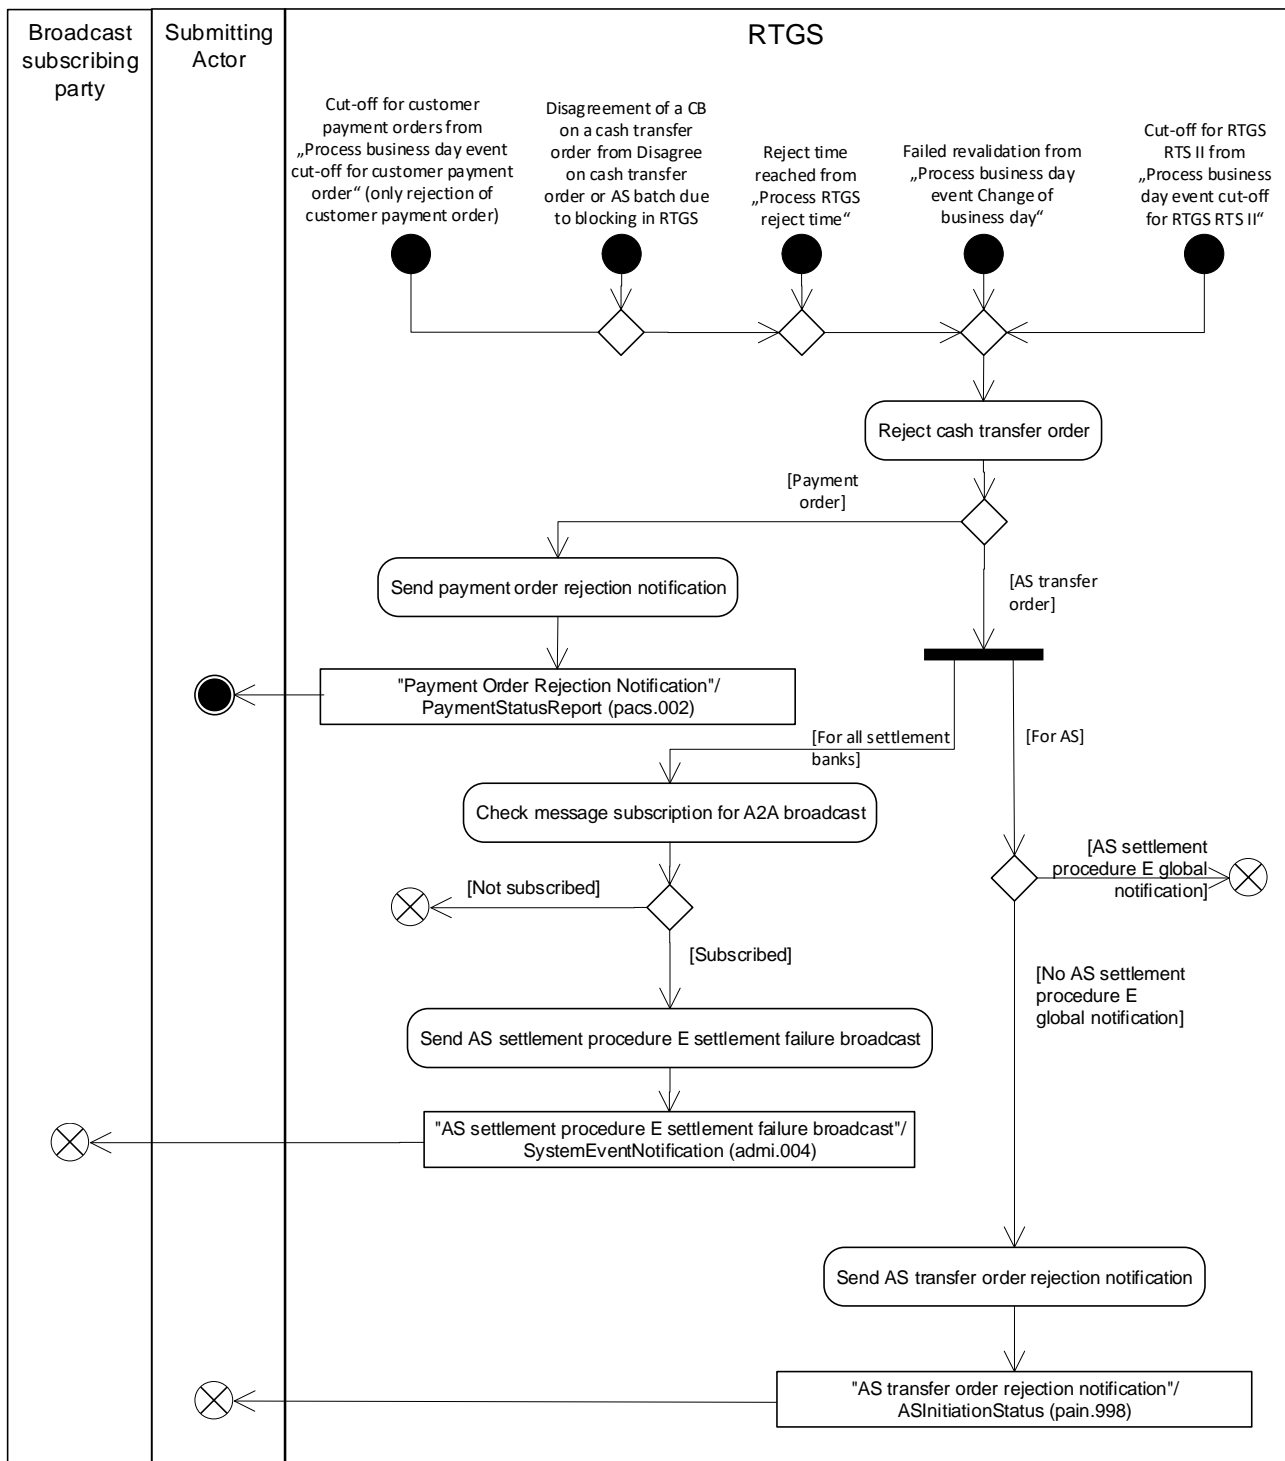 Broadcast
subscribing
party
Submitting
Actor
RTGS
Cut-off for customer
payment orders from
„Process business day event
cut-off for customer payment
order“ (only rejection of
customer payment order)
Disagreement of a CB
on a cash transfer
order from Disagree
on cash transfer
order or AS batch due
to blocking in RTGS
Reject time
reached from
„Process RTGS
reject time“
Failed revalidation from
„Process business day
event Change of
business day“
Cut-off for RTGS
RTS II from
„Process business
day event cut-off
for RTGS RTS II“
Reject cash transfer order
[Payment
order]
Send payment order rejection notification
[AS transfer
order]
"Payment Order Rejection Notification"/
PaymentStatusReport (pacs.002)
[For all settlement
banks]
[For AS]
Check message subscription for A2A broadcast
[AS settlement
procedure E global
notification]
[Not subscribed]
[Subscribed]
[No AS settlement
procedure E
global notification]
Send AS settlement procedure E settlement failure broadcast
"AS settlement procedure E settlement failure broadcast"/
SystemEventNotification (admi.004)
Send AS transfer order rejection notification
"AS transfer order rejection notification"/
ASInitiationStatus (pain.998)